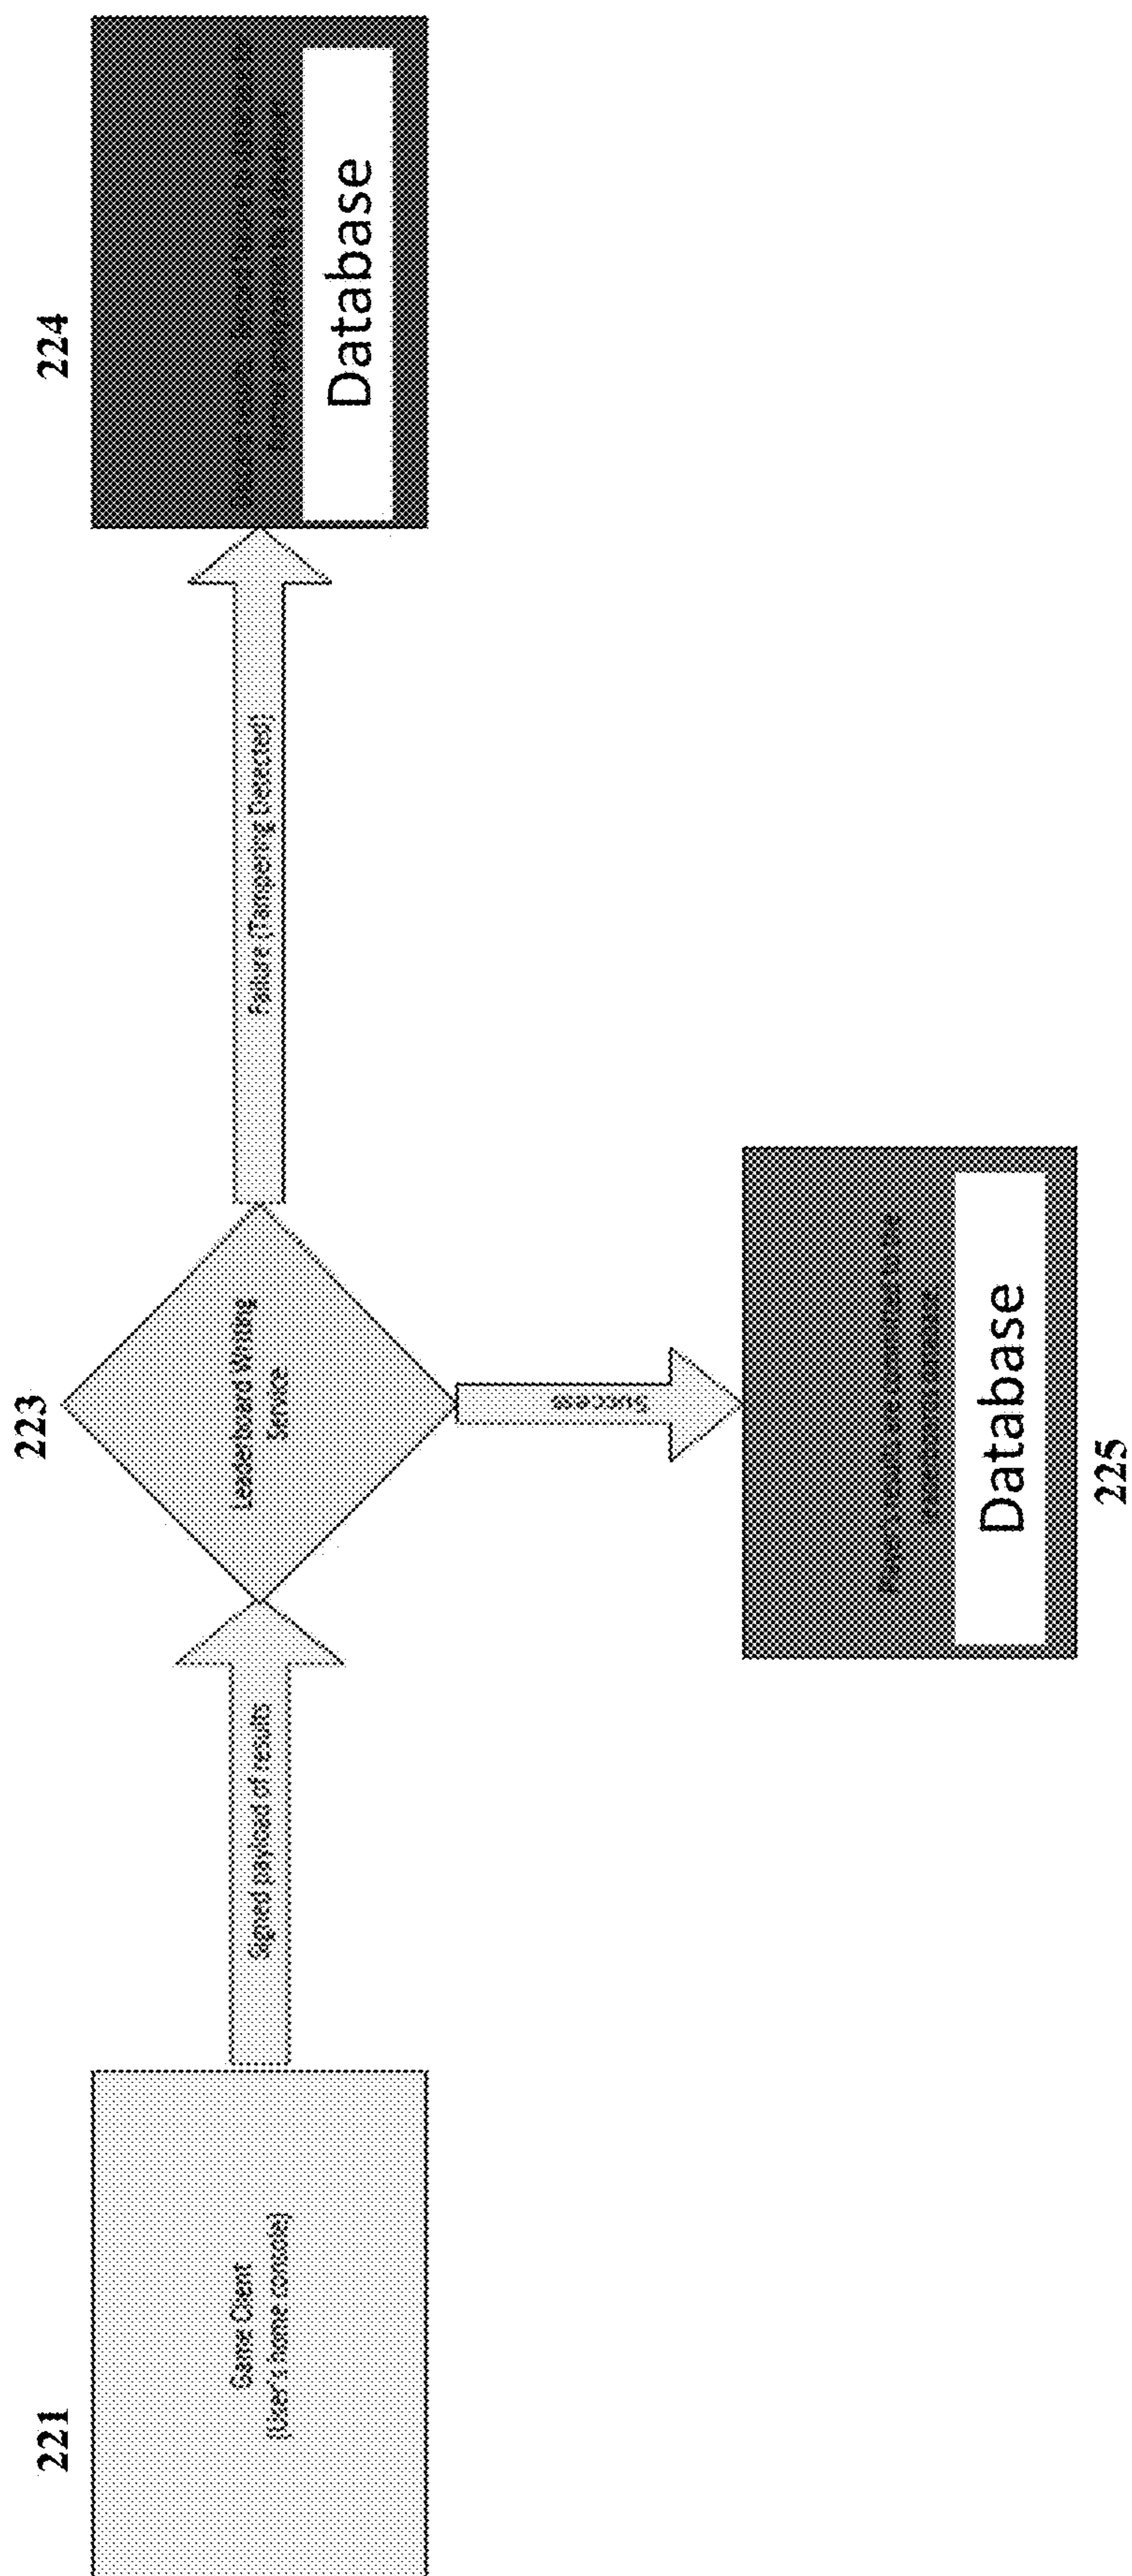 221
Game Client
(User's home console)
Signed payload of results
223
Leaderboard Writing
Service
Failure (Tampering Detected)
224
Database
Success
Database
225